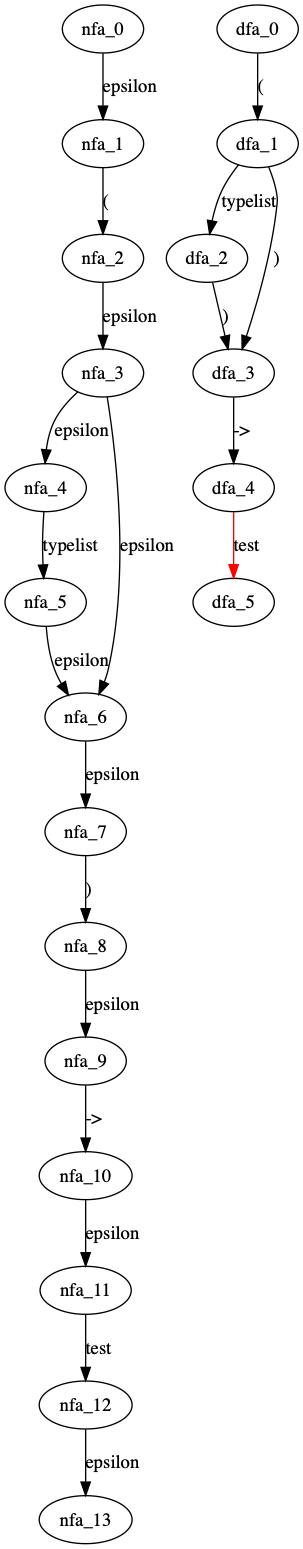 nfa_0
dfa_0
epsilon
(
nfa_1
dfa_1
(
typelist
nfa_2
dfa_2
)
epsilon
)
nfa_3
dfa_3
epsilon
->
nfa_4
dfa_4
typelist
epsilon
test
nfa_5
dfa_5
epsilon
nfa_6
epsilon
nfa_7
)
nfa_8
epsilon
nfa_9
->
nfa_10
epsilon
nfa_11
test
nfa_12
epsilon
nfa_13